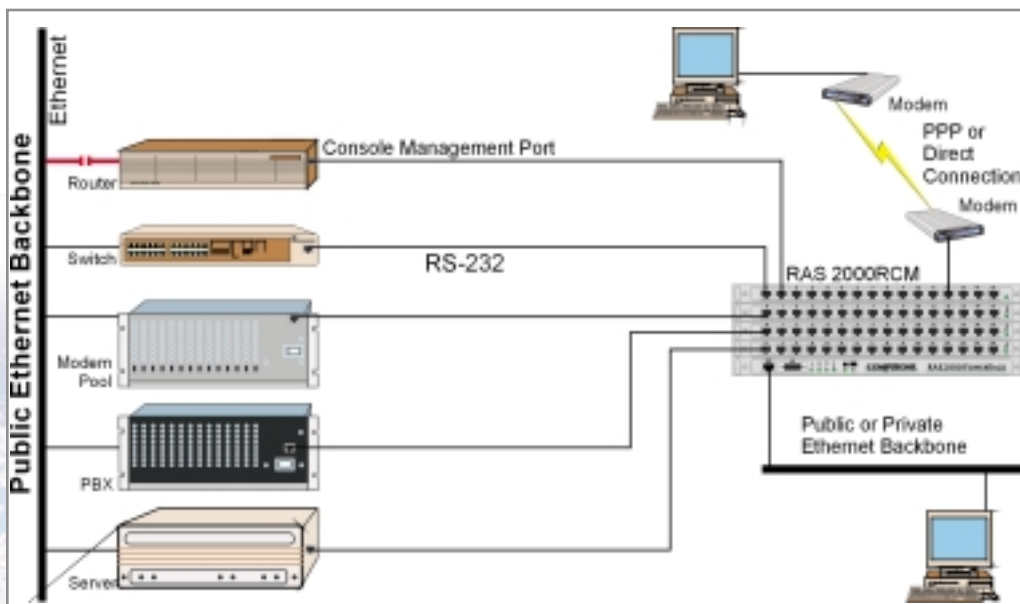 Public Ethernet Backbone
Ethernet
Router
Console Management Port
Switch
RS-232
Modem
Pool
PBX
Server
Modem
PPP or
Direct
Connection
Modem
RAS 2000RCM
COMPUTONE
Public or Private
Ethernet Backbone